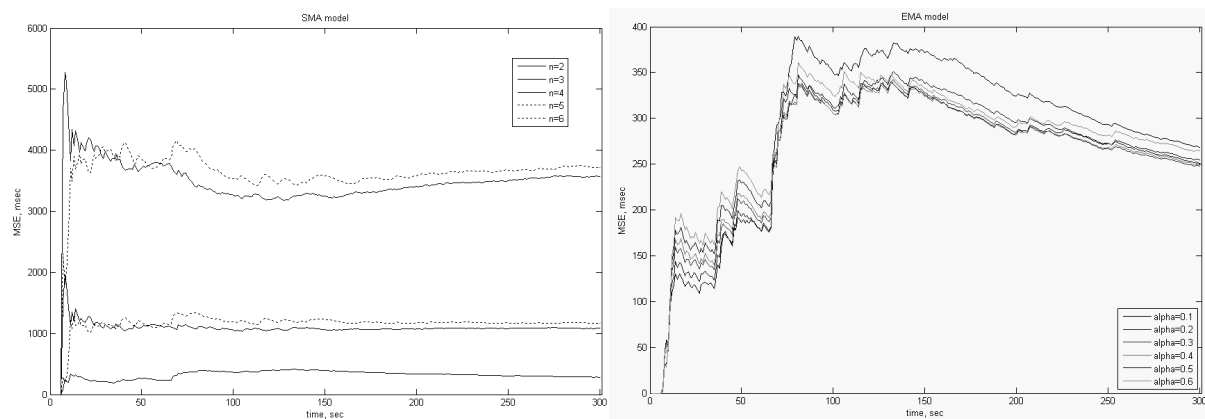 SMA model
6000
5000
4000
3000
2000
1000
0
MSE, msec
0 50 100 150 200 250 300
time, sec
n=2
n=3
n=4
n=5
n=6
EMA model
400
350
300
250
200
150
100
50
0
MSE, msec
0 50 100 150 200 250 300
time, sec
alpha=0.1
alpha=0.2
alpha=0.3
alpha=0.4
alpha=0.5
alpha=0.6